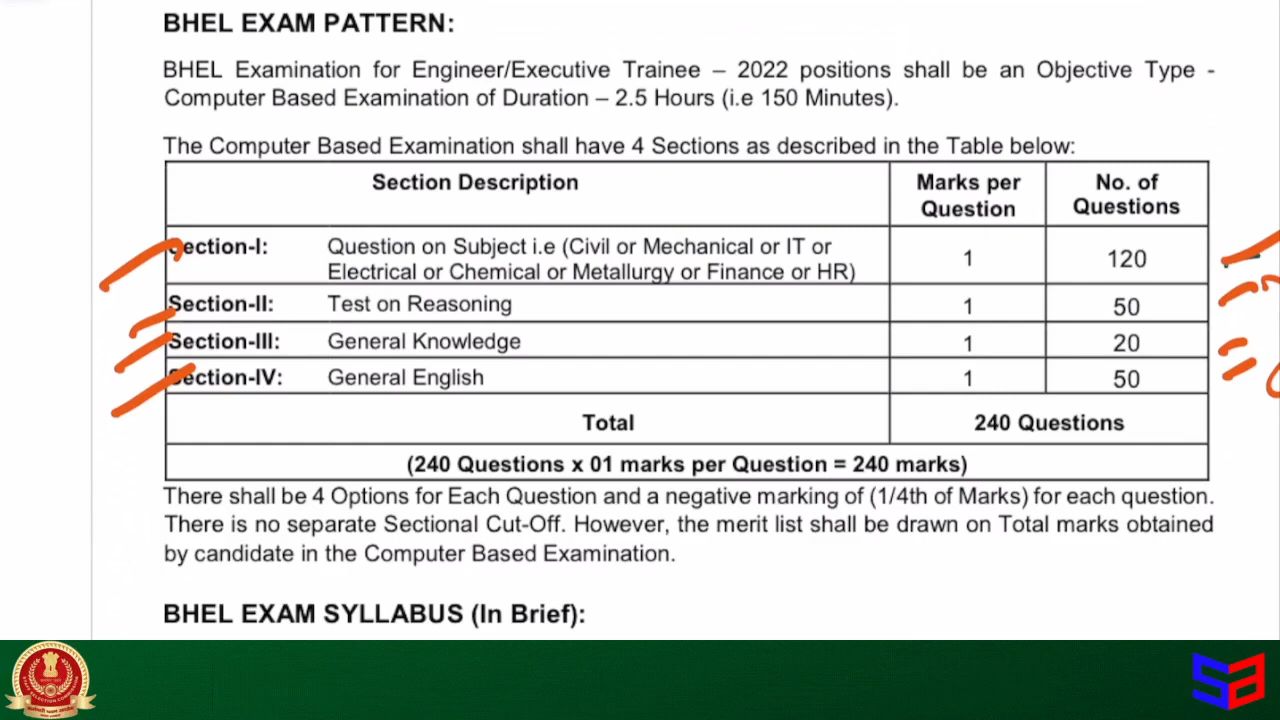 BHEL EXAM PATTERN:
BHEL Examination for Engineer/Executive Trainee – 2022 positions shall be an Objective Type -
Computer Based Examination of Duration – 2.5 Hours (i.e 150 Minutes).
The Computer Based Examination shall have 4 Sections as described in the Table below:
Section Description Marks per Question No. of Questions
Section-I: Question on Subject i.e (Civil or Mechanical or IT or
Electrical or Chemical or Metallurgy or Finance or HR) 1 120
Section-II: Test on Reasoning 1 50
Section-III: General Knowledge 1 20
Section-IV: General English 1 50
Total 240 Questions
(240 Questions x 01 marks per Question = 240 marks)
There shall be 4 Options for Each Question and a negative marking of (1/4th of Marks) for each question.
There is no separate Sectional Cut-Off. However, the merit list shall be drawn on Total marks obtained
by candidate in the Computer Based Examination.
BHEL EXAM SYLLABUS (In Brief):